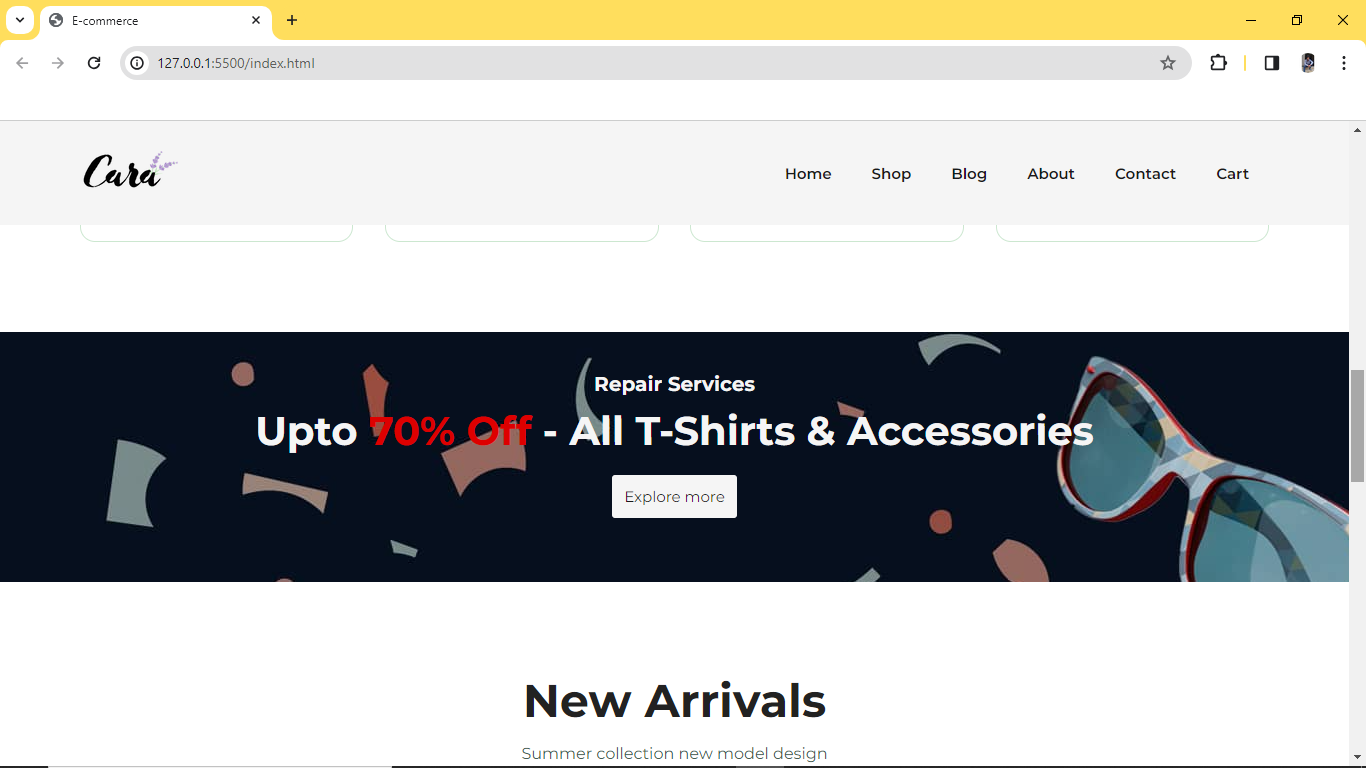 E-commerce
127.0.0.1:5500/index.html
Cara
Home Shop Blog About Contact Cart
Repair Services
Upto 70% Off - All T-Shirts & Accessories
Explore more
New Arrivals
Summer collection new model design